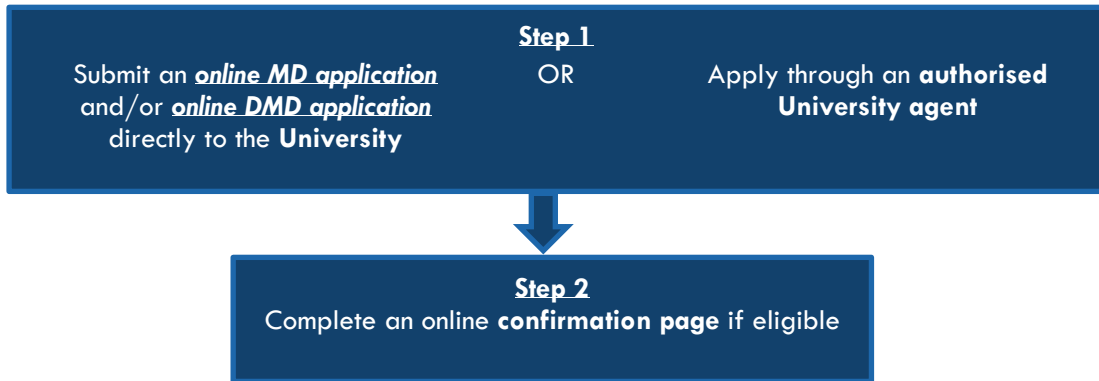 Step 1
Submit an online MD application
and/or online DMD application
directly to the University
OR
Apply through an authorised
University agent
Step 2
Complete an online confirmation page if eligible